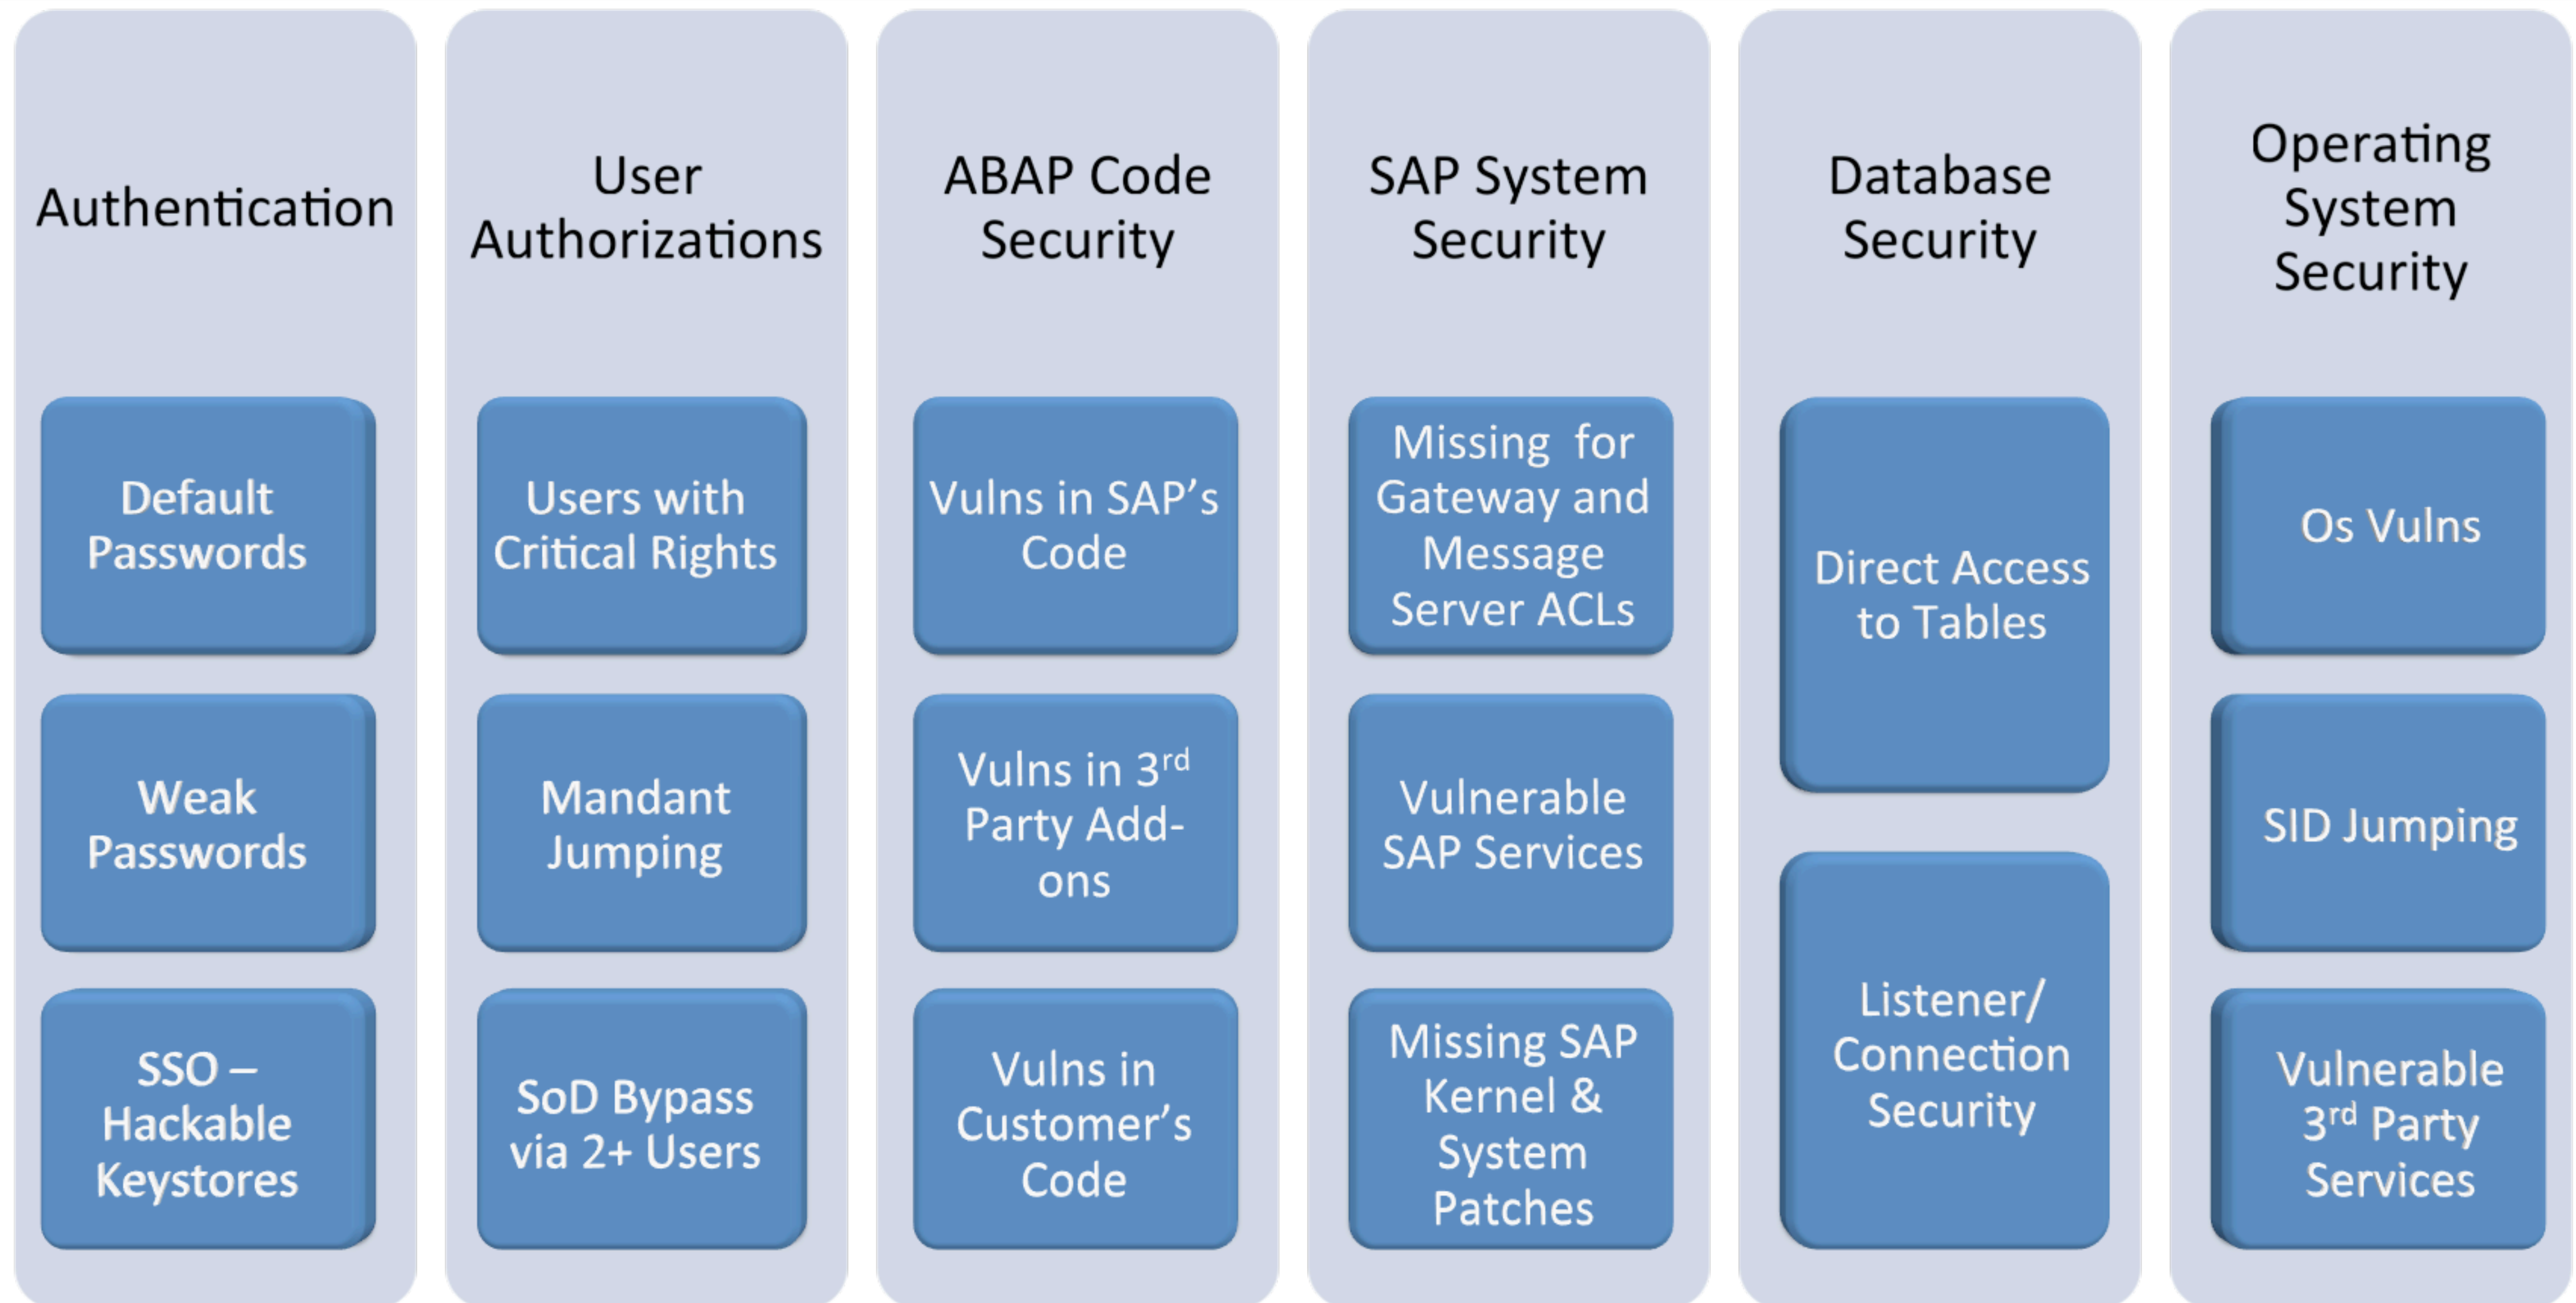 Authentication
Default
Passwords
Weak
Passwords
SSO –
Hackable
Keystores
User
Authorizations
Users with
Critical Rights
Mandant
Jumping
SoD Bypass
via 2+ Users
ABAP Code
Security
Vulns in SAP’s
Code
Vulns in 3rd
Party Add-
ons
Vulns in
Customer’s
Code
SAP System
Security
Missing  for
Gateway and
Message
Server ACLs
Vulnerable
SAP Services
Missing SAP
Kernel &
System
Patches
Database
Security
Direct Access
to Tables
Listener/
Connection
Security
Operating
System
Security
Os Vulns
SID Jumping
Vulnerable
3rd Party
Services